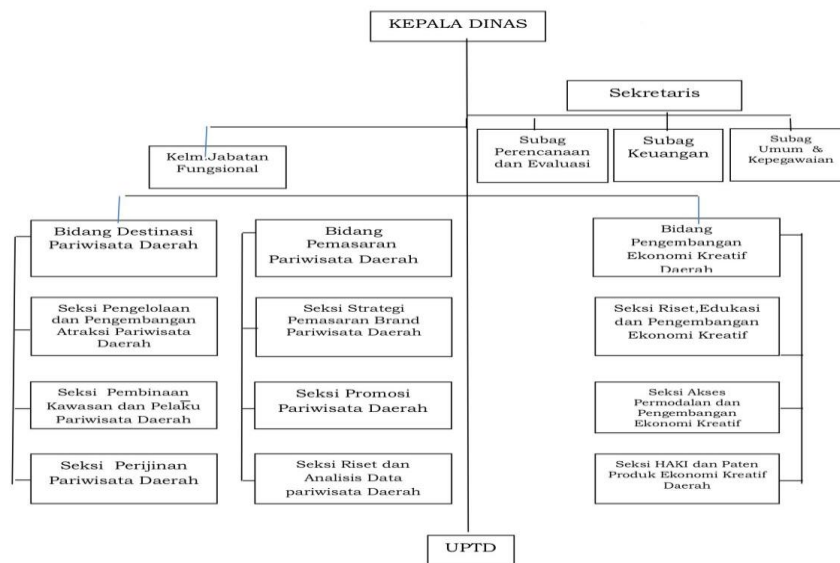 KEPALA DINAS
Sekretaris
Kelm.Jabatan
Fungsional
Subag
Perencanaan
dan Evaluasi
Subag
Keuangan
Subag
Umum &
Kepegawaian
Bidang Destinasi
Pariwisata Daerah
Seksi Pengelolaan
dan Pengembangan
Atraksi Pariwisata
Daerah
Seksi Pembinaan
Kawasan dan Pelaku
Pariwisata Daerah
Seksi Perijinan
Pariwisata Daerah
Bidang
Pemasaran
Pariwisata Daerah
Seksi Strategi
Pemasaran Brand
Pariwisata Daerah
Seksi Promosi
Pariwisata Daerah
Seksi Riset dan
Analisis Data
pariwisata Daerah
Bidang
Pengembangan
Ekonomi Kreatif
Daerah
Seksi Riset,Edukasi
dan Pengembangan
Ekonomi Kreatif
Seksi Akses
Permodalan dan
Pengembangan
Ekonomi Kreatif
Seksi HAKI dan Paten
Produk Ekonomi Kreatif
Daerah
UPTD